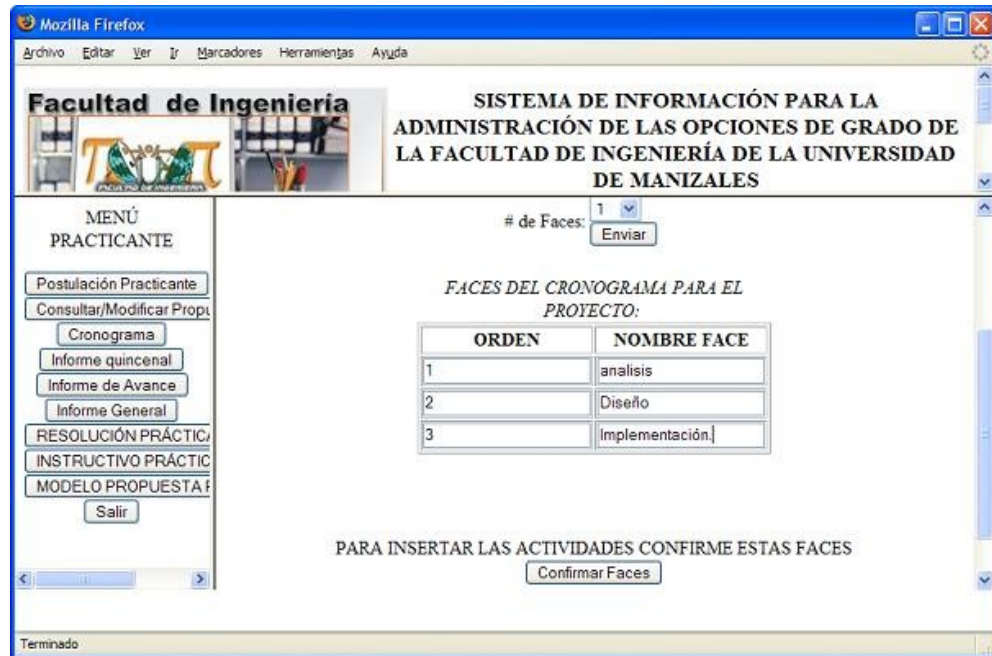 Mozilla Firefox
Archivo Editar Ver Ir Marcadores Herramientas Ayuda
Facultad de Ingeniería
FACULTAD DE INGENIERIA
SISTEMA DE INFORMACIÓN PARA LA
ADMINISTRACIÓN DE LAS OPCIONES DE GRADO DE
LA FACULTAD DE INGENIERÍA DE LA UNIVERSIDAD
DE MANIZALES
MENÚ
PRACTICANTE
Postulación Practicante
Consultar/Modificar Propu
Cronograma
Informe quincenal
Informe de Avance
Informe General
RESOLUCIÓN PRÁCTICA
INSTRUCTIVO PRÁCTIC
MODELO PROPUESTA P
Salir
# de Faces: 1
Enviar
FACES DEL CRONOGRAMA PARA EL
PROYECTO:
ORDEN NOMBRE FACE
1 analisis
2 Diseño
3 Implementación.
PARA INSERTAR LAS ACTIVIDADES CONFIRME ESTAS FACES
Confirmar Faces
Terminado